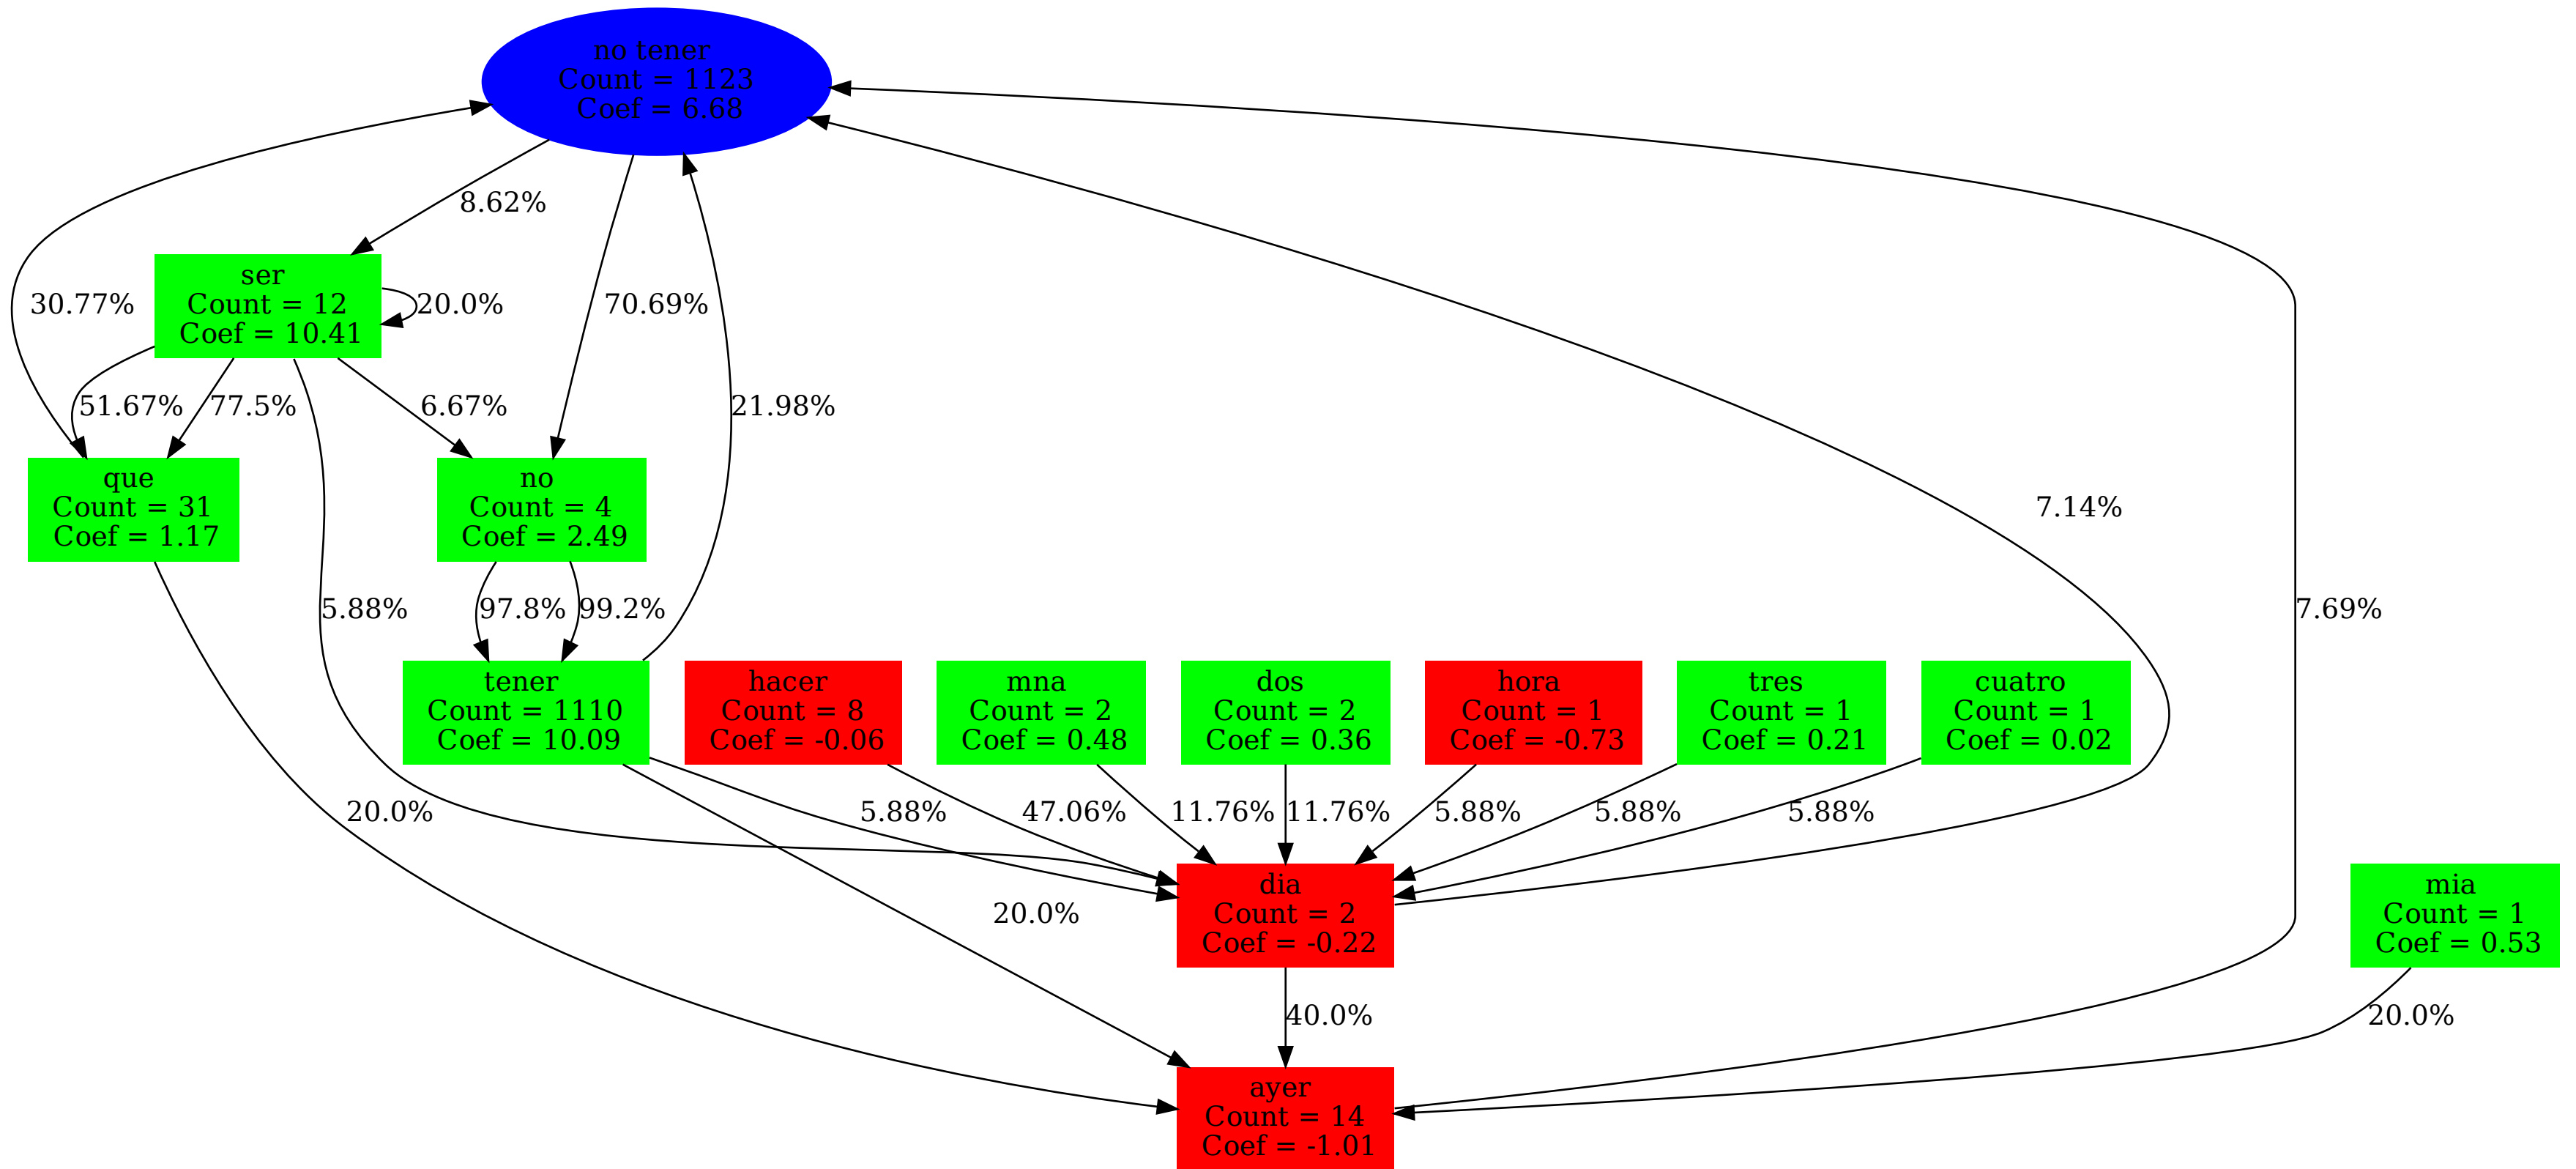 no tener
Count = 1123
Coef = 6.68
8.62%
ser
Count = 12
Coef = 10.41
20.0%
30.77%
70.69%
51.67%
77.5%
6.67%
21.98%
que
Count = 31
Coef = 1.17
no
Count = 4
Coef = 2.49
7.14%
5.88%
97.8%
99.2%
7.69%
tener
Count = 1110
Coef = 10.09
hacer
Count = 8
Coef = -0.06
mna
Count = 2
Coef = 0.48
dos
Count = 2
Coef = 0.36
hora
Count = 1
Coef = -0.73
tres
Count = 1
Coef = 0.21
cuatro
Count = 1
Coef = 0.02
20.0%
5.88%
47.06%
11.76%
11.76%
5.88%
5.88%
5.88%
20.0%
dia
Count = 2
Coef = -0.22
mia
Count = 1
Coef = 0.53
40.0%
20.0%
ayer
Count = 14
Coef = -1.01